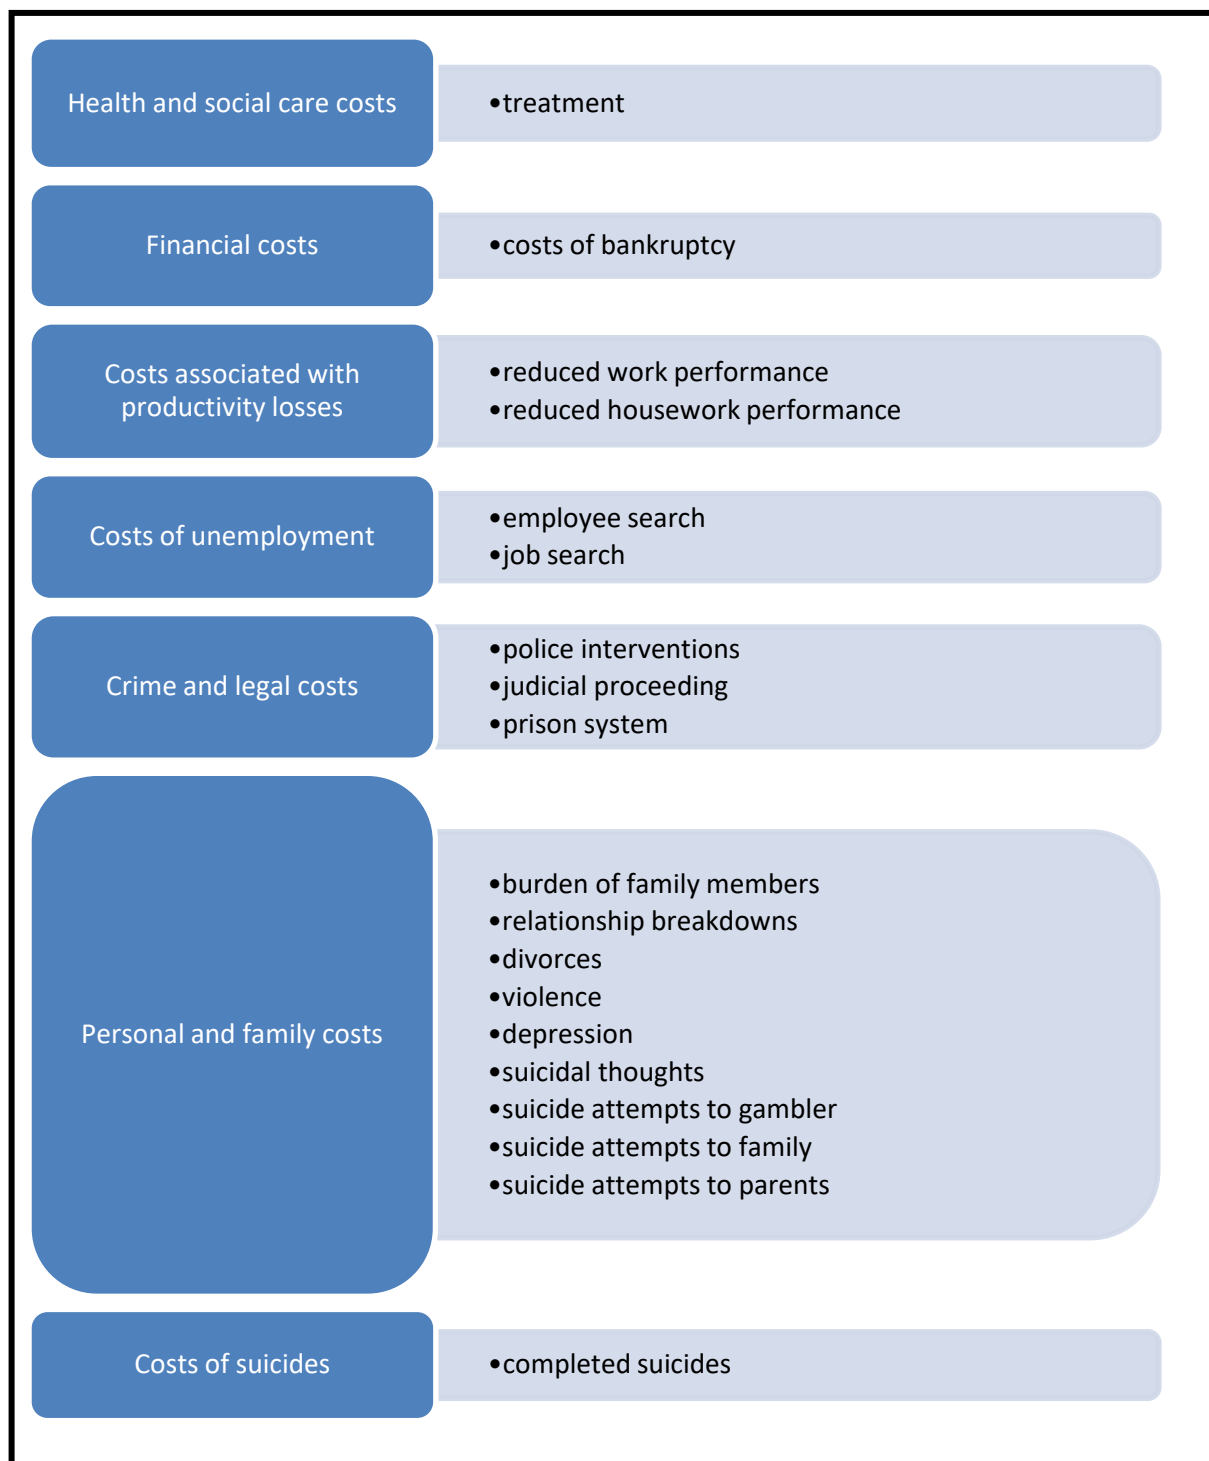 Health and social care costs
•treatment
Financial costs
•costs of bankruptcy
Costs associated with
productivity losses
•reduced work performance
•reduced housework performance
Costs of unemployment
•employee search
•job search
Crime and legal costs
•police interventions
•judicial proceeding
•prison system
Personal and family costs
•burden of family members
•relationship breakdowns
•divorces
•violence
•depression
•suicidal thoughts
•suicide attempts to gambler
•suicide attempts to family
•suicide attempts to parents
Costs of suicides
•completed suicides